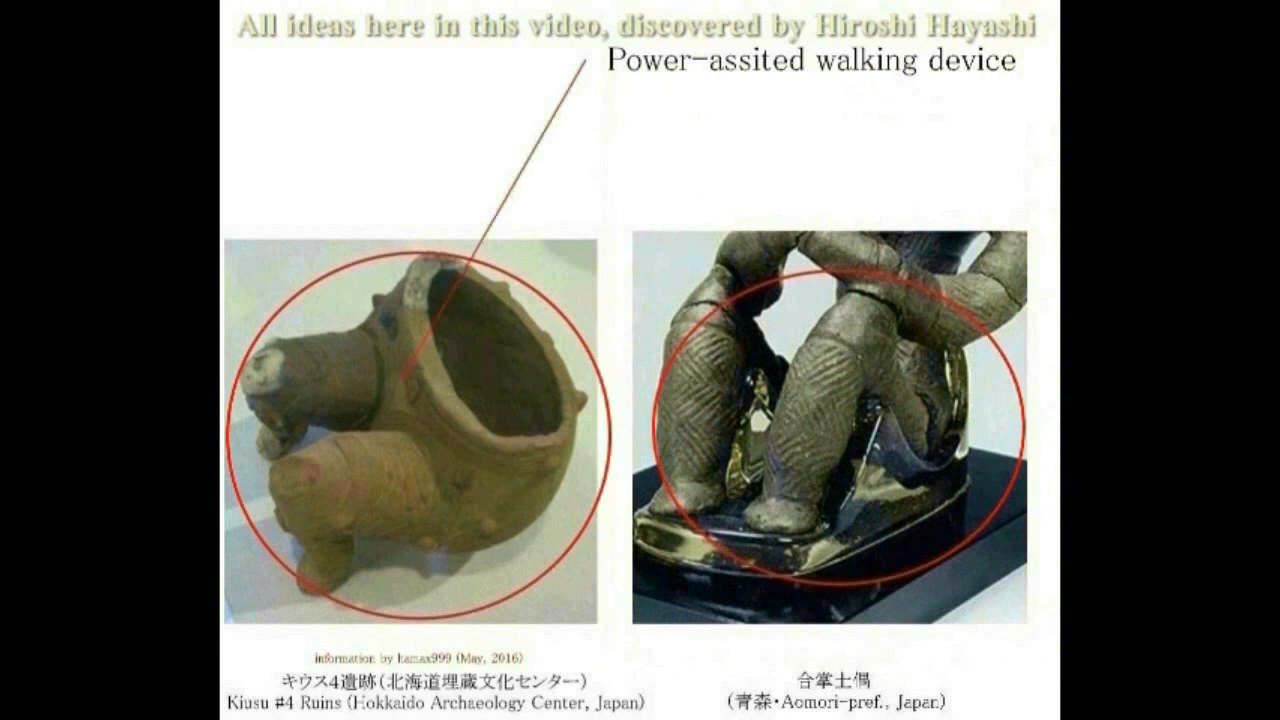 All ideas here in this video, discovered by Hiroshi Hayashi
Power-assited walking device
information by hamax999 (May, 2016)
キウス4遺跡（北海道埋蔵文化センター）
Kiusu #4 Ruins (Hokkaido Archaeology Center, Japan)
合掌土偶
（青森・Aomori-pref., Japan）